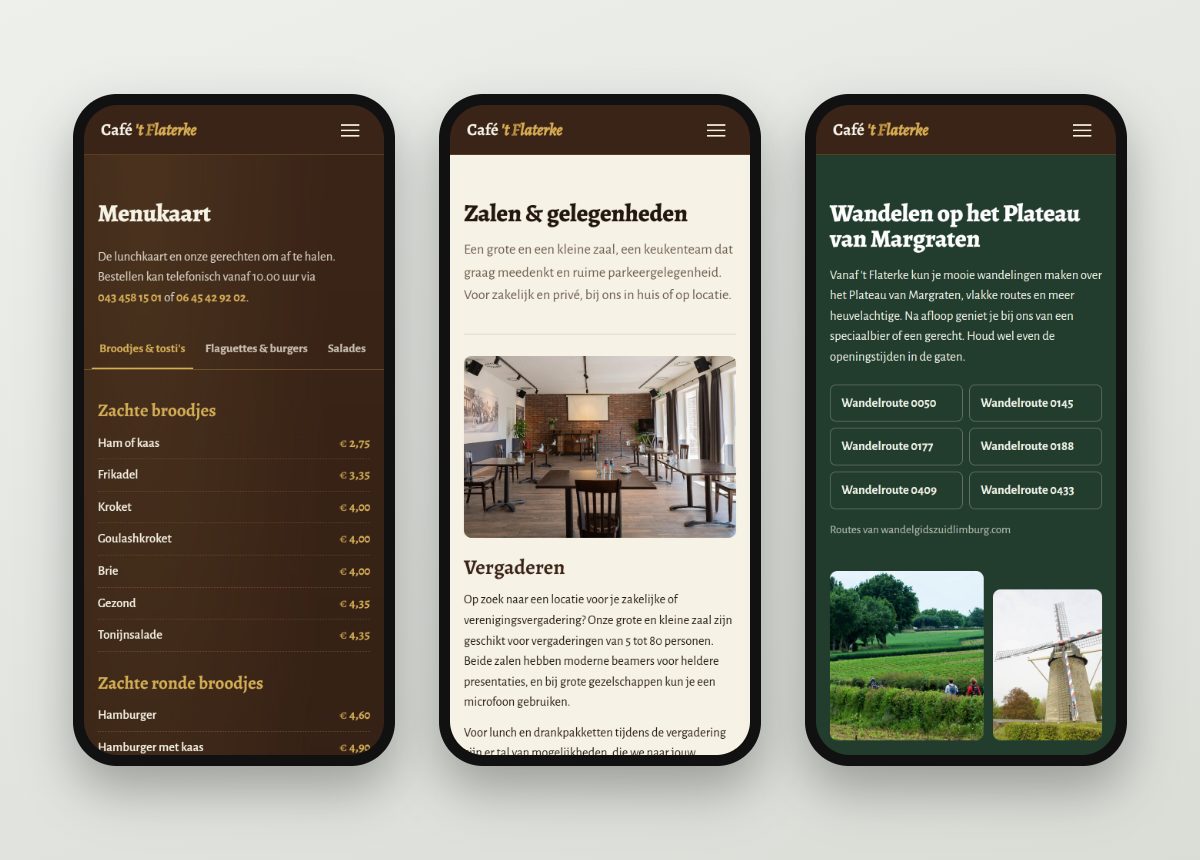 Café 't Flaterke
Menukaart
De lunchkaart en onze gerechten om af te halen.
Bestellen kan telefonisch vanaf 10.00 uur via
043 458 15 01 of 06 45 42 92 02.
Broodjes & tosti's
Flaguettes & burgers
Salades
Zachte broodjes
Ham of kaas € 2,75
Frikadel € 3,35
Kroket € 4,00
Goulashkroket € 4,00
Brie € 4,00
Gezond € 4,35
Tonijnsalade € 4,35
Zachte ronde broodjes
Hamburger € 4,60
Hamburger met kaas € 4,90
Café 't Flaterke
Zalen & gelegenheden
Een grote en een kleine zaal, een keukenteam dat
graag meedenkt en ruime parkeergelegenheid.
Voor zakelijk en privé, bij ons in huis of op locatie.
Vergaderen
Op zoek naar een locatie voor je zakelijke of
verenigingsvergadering? Onze grote en kleine zaal zijn
geschikt voor vergaderingen van 5 tot 80 personen.
Beide zalen hebben moderne beamers voor heldere
presentaties, en bij grote gezelschappen kun je een
microfoon gebruiken.
Voor lunch en drankpakketten tijdens de vergadering
zijn er tal van mogelijkheden, die we naar jouw
Café 't Flaterke
Wandelen op het Plateau
van Margraten
Vanaf 't Flaterke kun je mooie wandelingen maken over
het Plateau van Margraten, vlakke routes en meer
heuvelachtige. Na afloop geniet je bij ons van een
speciaalbier of een gerecht. Houd wel even de
openingstijden in de gaten.
Wandelroute 0050
Wandelroute 0145
Wandelroute 0177
Wandelroute 0188
Wandelroute 0409
Wandelroute 0433
Routes van wandelgidszuidlimburg.com